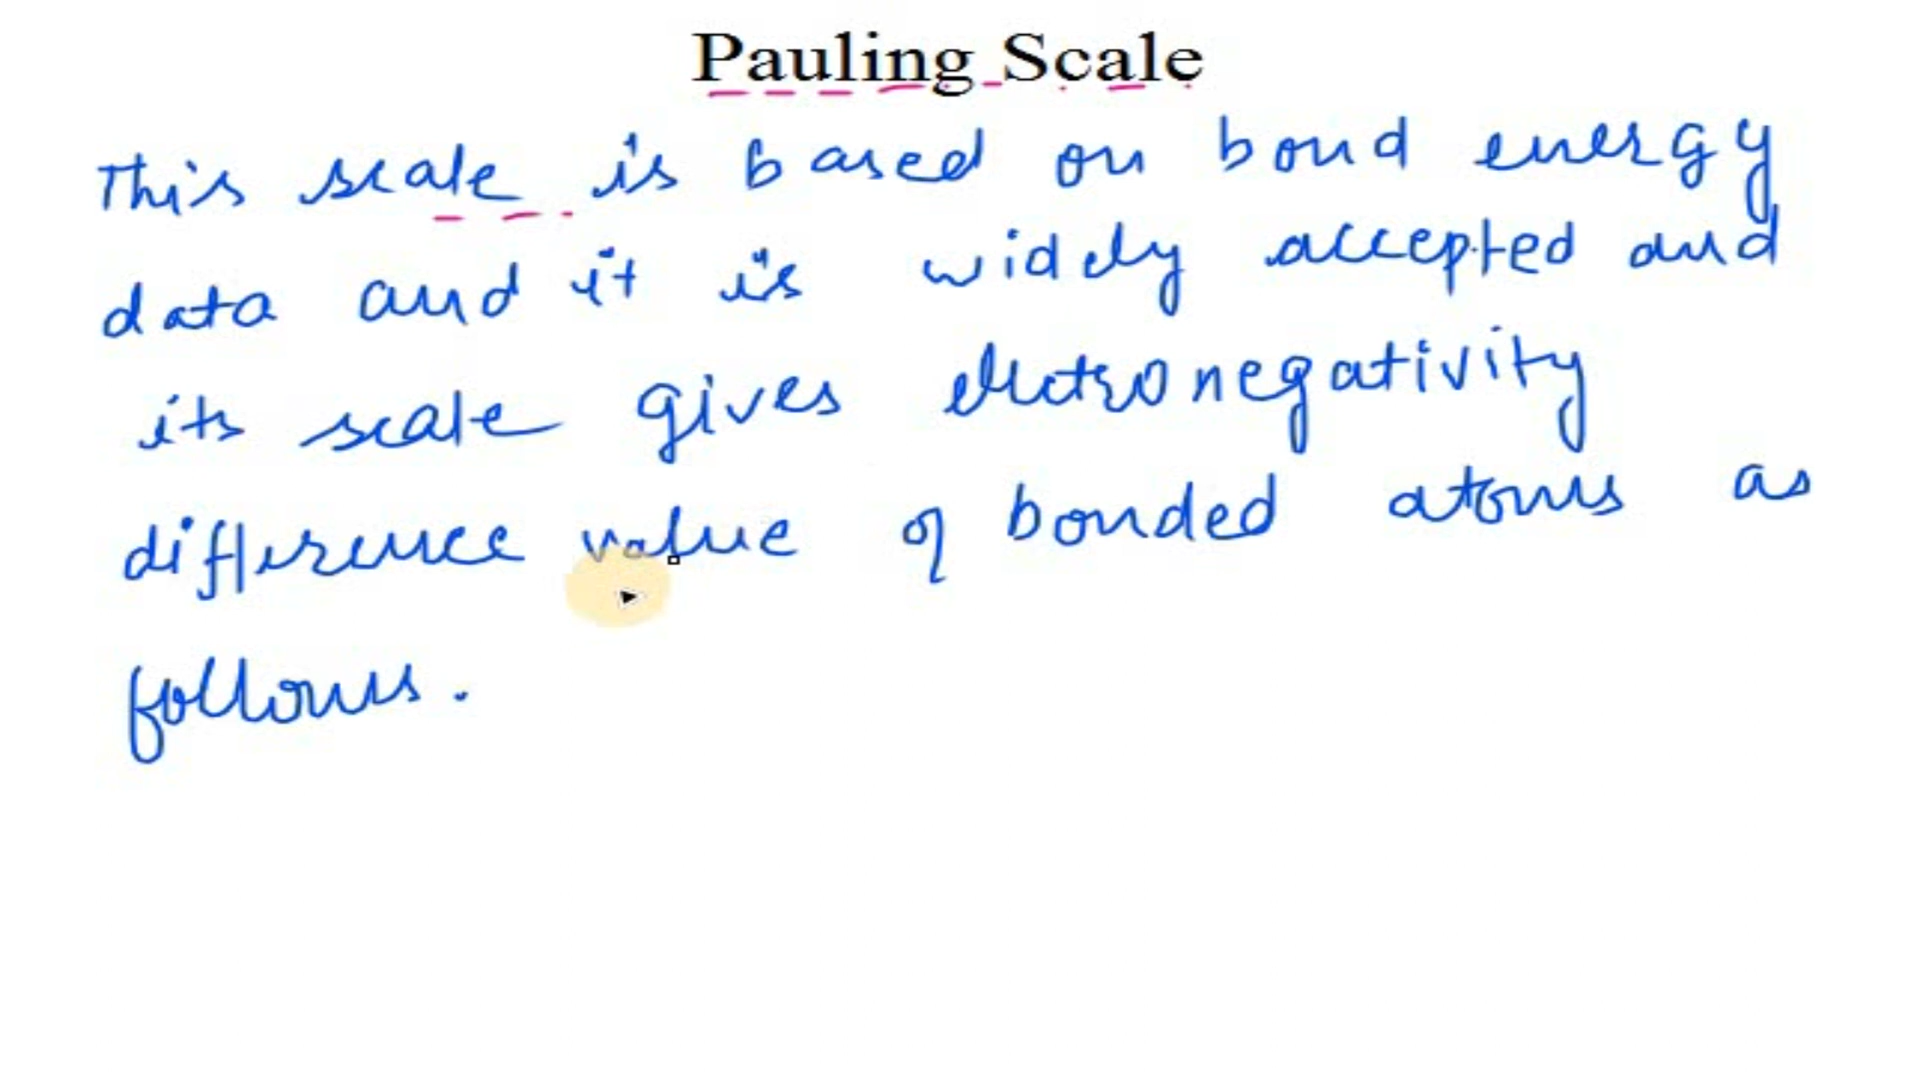 Pauling Scale
This scale is based on bond energy
data and it is widely accepted and
its scale gives electronegativity
difference value of bonded atoms as
follows.